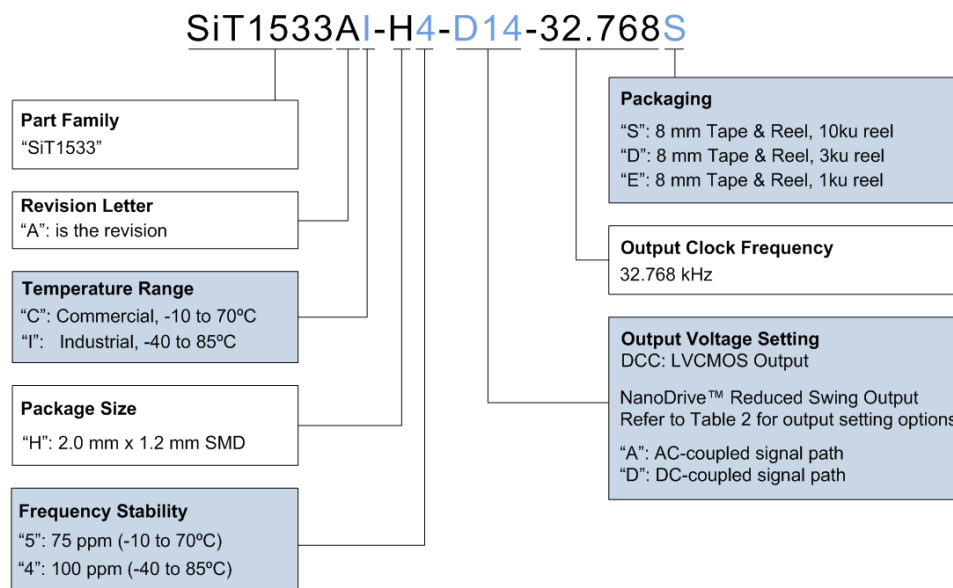 SiT1533AI-H4-D14-32.768S
Part Family
“SiT1533”
Revision Letter
“A”: is the revision
Temperature Range
“C”: Commercial, -10 to 70ºC
“I”: Industrial, -40 to 85ºC
Package Size
“H”: 2.0 mm x 1.2 mm SMD
Frequency Stability
“5”: 75 ppm (-10 to 70ºC)
“4”: 100 ppm (-40 to 85ºC)
Packaging
“S”: 8 mm Tape & Reel, 10ku reel
“D”: 8 mm Tape & Reel, 3ku reel
“E”: 8 mm Tape & Reel, 1ku reel
Output Clock Frequency
32.768 kHz
Output Voltage Setting
DCC: LVCMOS Output
NanoDrive™ Reduced Swing Output
Refer to Table 2 for output setting options
“A”: AC-coupled signal path
“D”: DC-coupled signal path